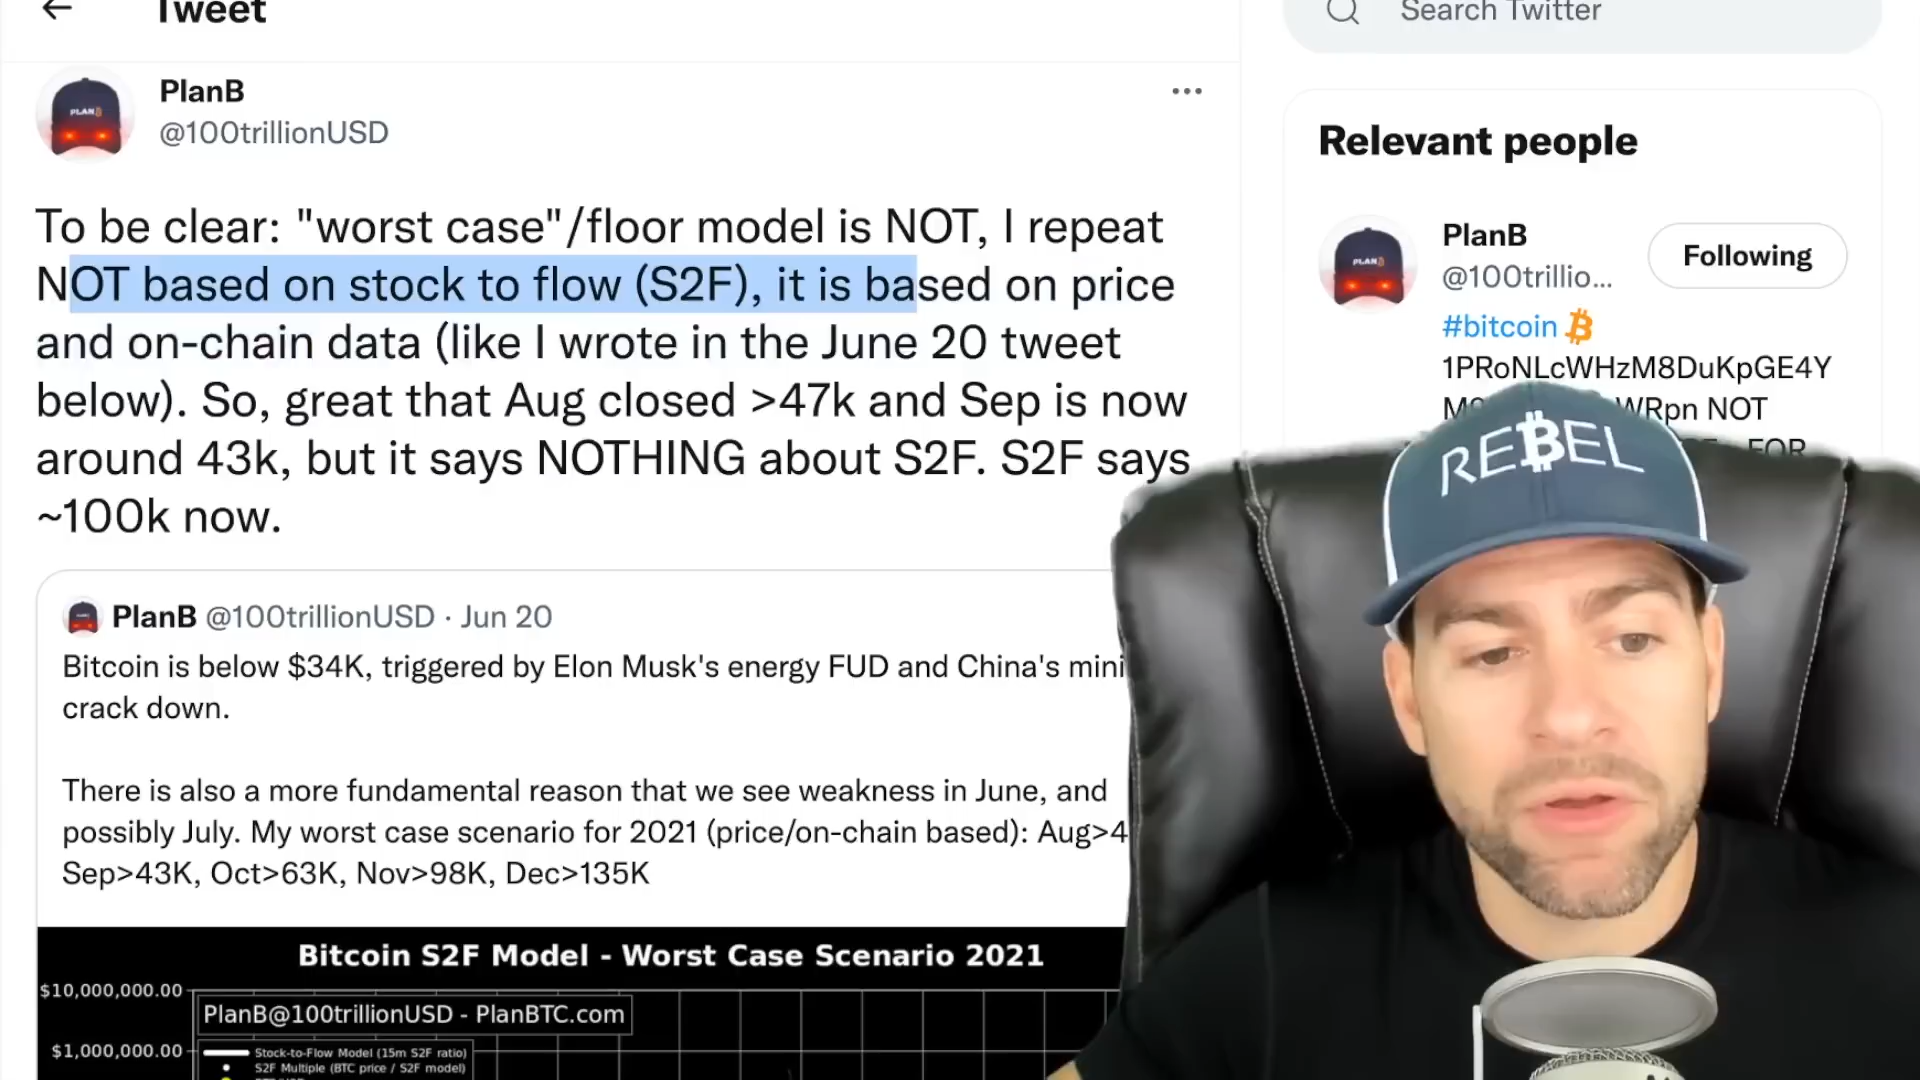 Tweet
Search Twitter
PlanB
@100trillionUSD
To be clear: "worst case"/floor model is NOT, I repeat
NOT based on stock to flow (S2F), it is based on price
and on-chain data (like I wrote in the June 20 tweet
below). So, great that Aug closed >47k and Sep is now
around 43k, but it says NOTHING about S2F. S2F says
~100k now.
PlanB @100trillionUSD · Jun 20
Bitcoin is below $34K, triggered by Elon Musk's energy FUD and China's mini
crack down.
There is also a more fundamental reason that we see weakness in June, and
possibly July. My worst case scenario for 2021 (price/on-chain based): Aug>4
Sep>43K, Oct>63K, Nov>98K, Dec>135K
Bitcoin S2F Model - Worst Case Scenario 2021
$10,000,000.00
PlanB@100trillionUSD - PlanBTC.com
$1,000,000.00
Stock-to-Flow Model (15m S2F ratio)
S2F Multiple (BTC price / S2F model)
Relevant people
PlanB
Following
@100trillio...
#bitcoin
1PRoNLcWHzM8DuKpGE4Y
WRpn NOT
FOR
REBEL
PLAN
PLAN